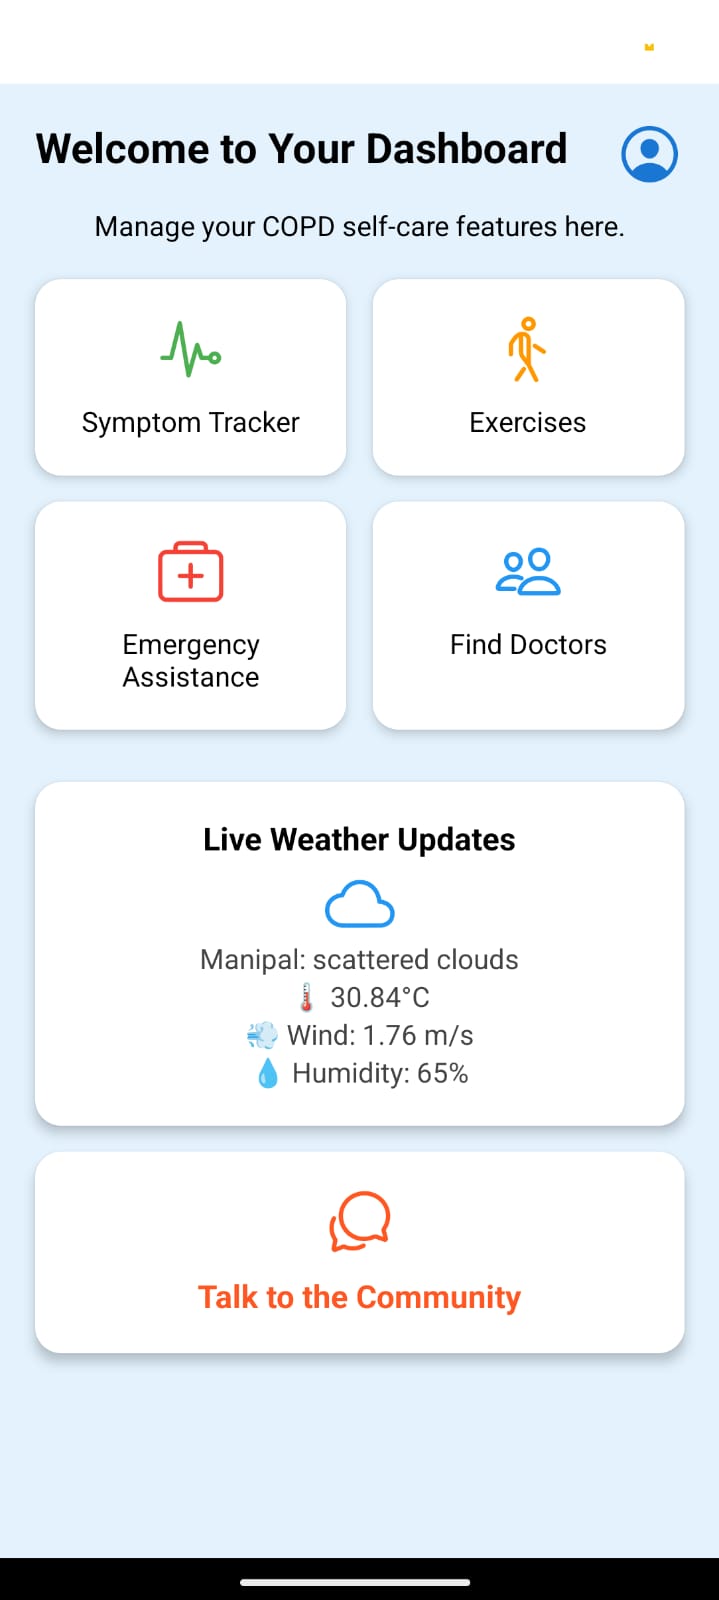 Welcome to Your Dashboard
Manage your COPD self-care features here.
Symptom Tracker
Exercises
Emergency
Assistance
Find Doctors
Live Weather Updates
Manipal: scattered clouds
🌡️ 30.84°C
💨 Wind: 1.76 m/s
💧 Humidity: 65%
Talk to the Community